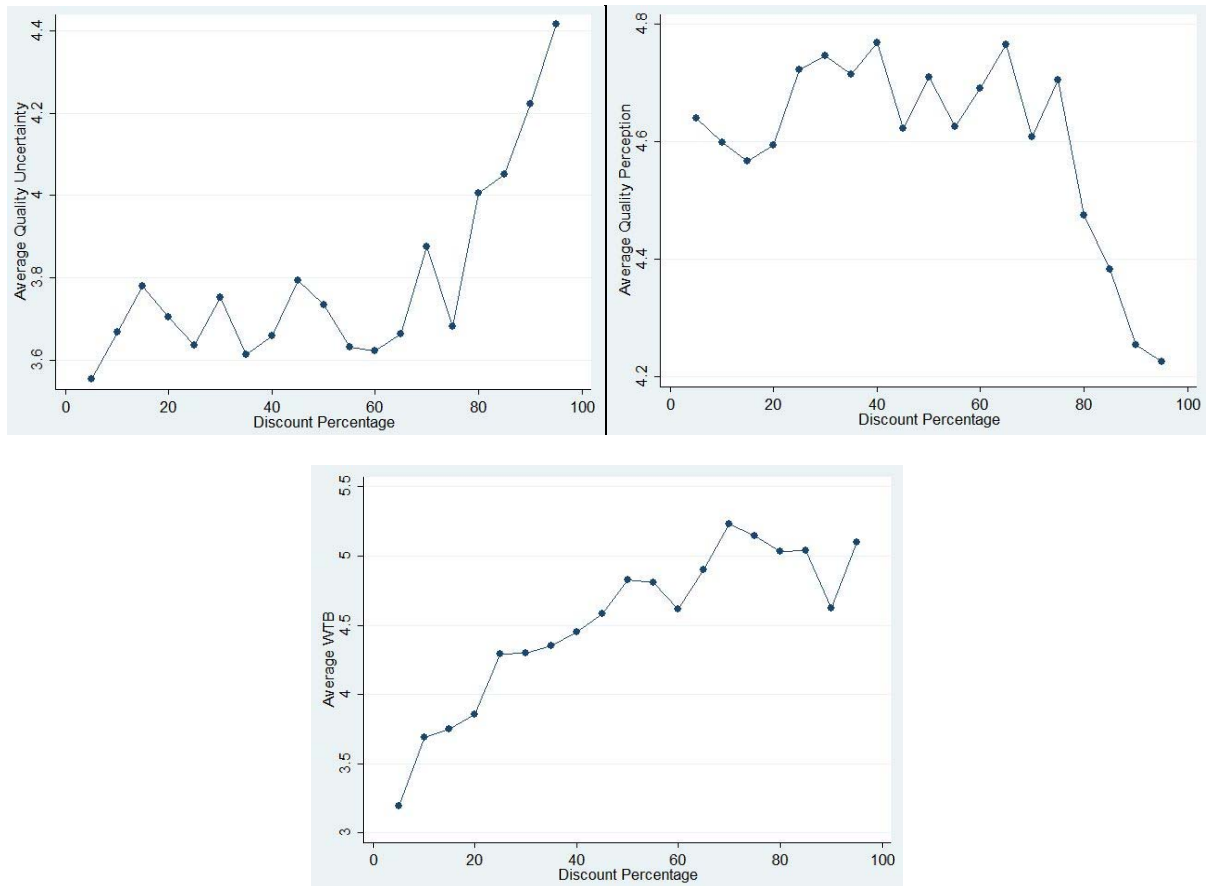 Average Quality Uncertainty
4.4
4.2
4
3.8
3.6
0 20 40 60 80 100
Discount Percentage
Average Quality Perception
4.8
4.6
4.4
4.2
0 20 40 60 80 100
Discount Percentage
Average WTB
5.5
5
4.5
4
3.5
3
0 20 40 60 80 100
Discount Percentage